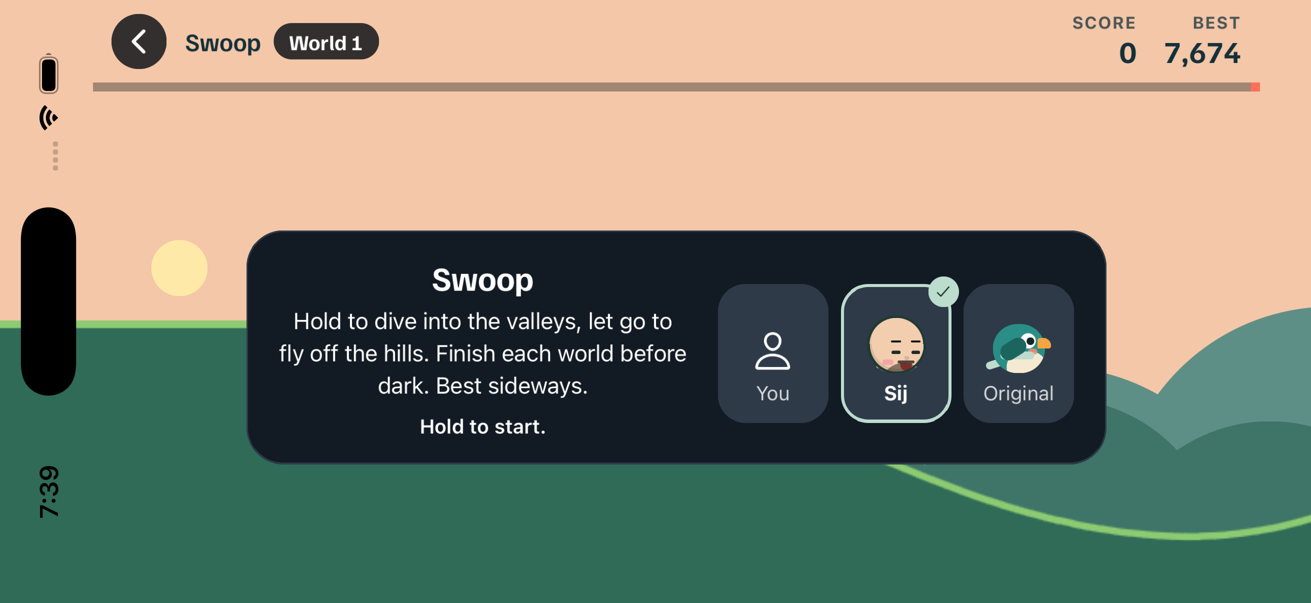 Swoop
World 1
SCORE
0
BEST
7,674
Swoop
Hold to dive into the valleys, let go to
fly off the hills. Finish each world before
dark. Best sideways.
Hold to start.
You
Sij
Original
7:39